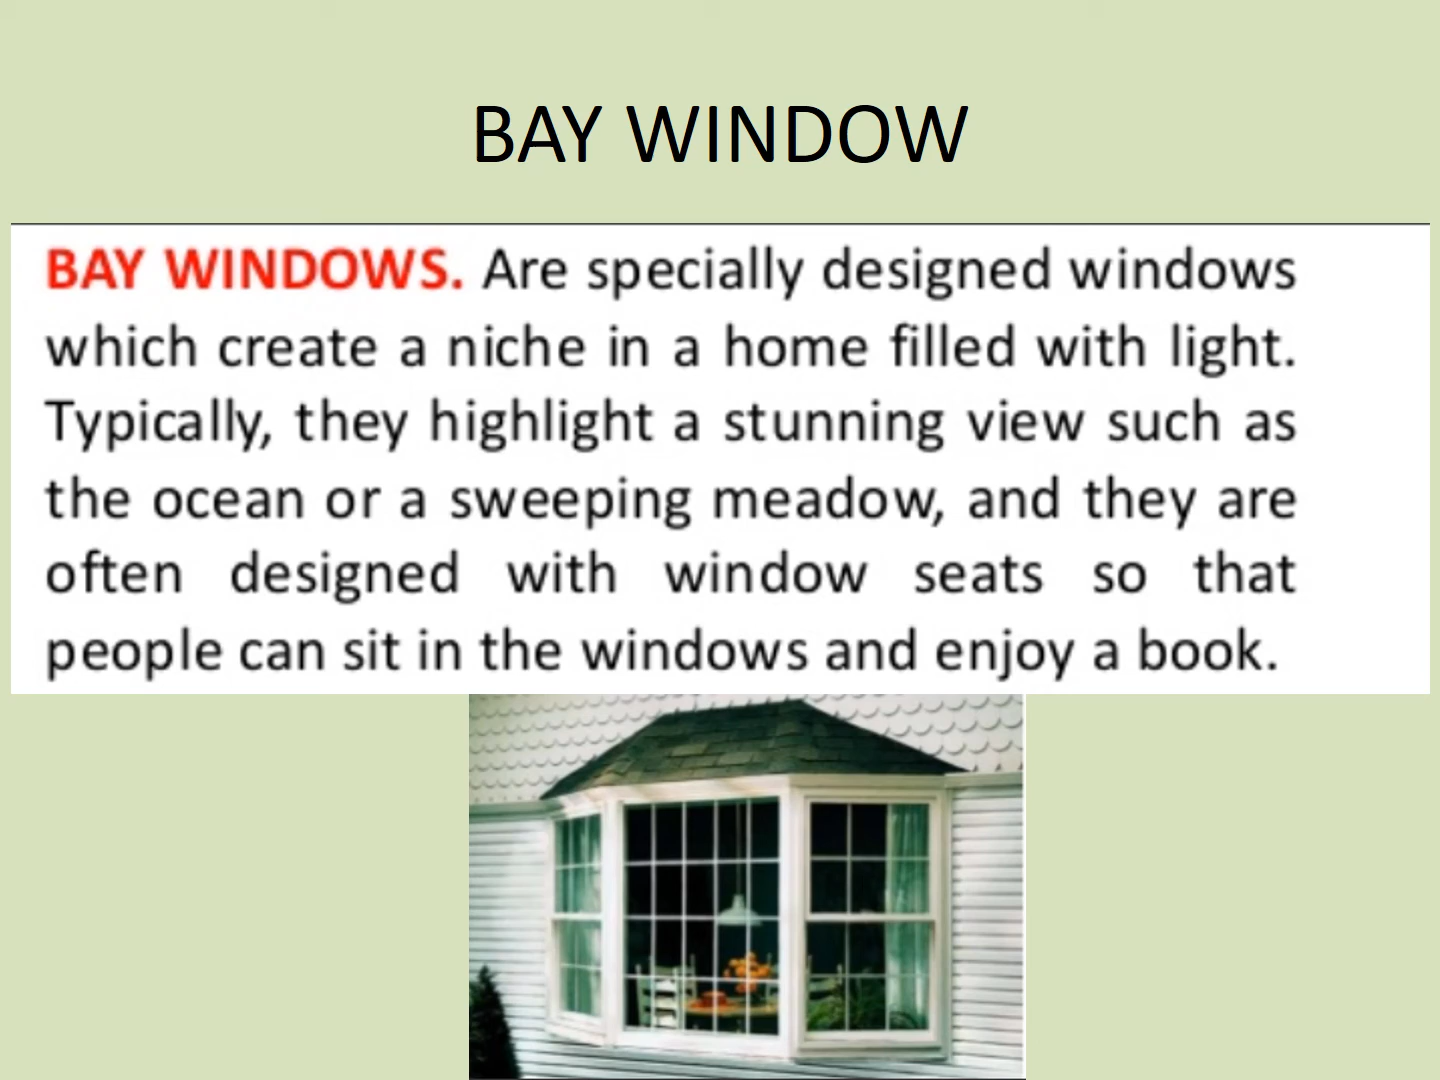 BAY WINDOW
BAY WINDOWS. Are specially designed windows
which create a niche in a home filled with light.
Typically, they highlight a stunning view such as
the ocean or a sweeping meadow, and they are
often designed with window seats so that
people can sit in the windows and enjoy a book.